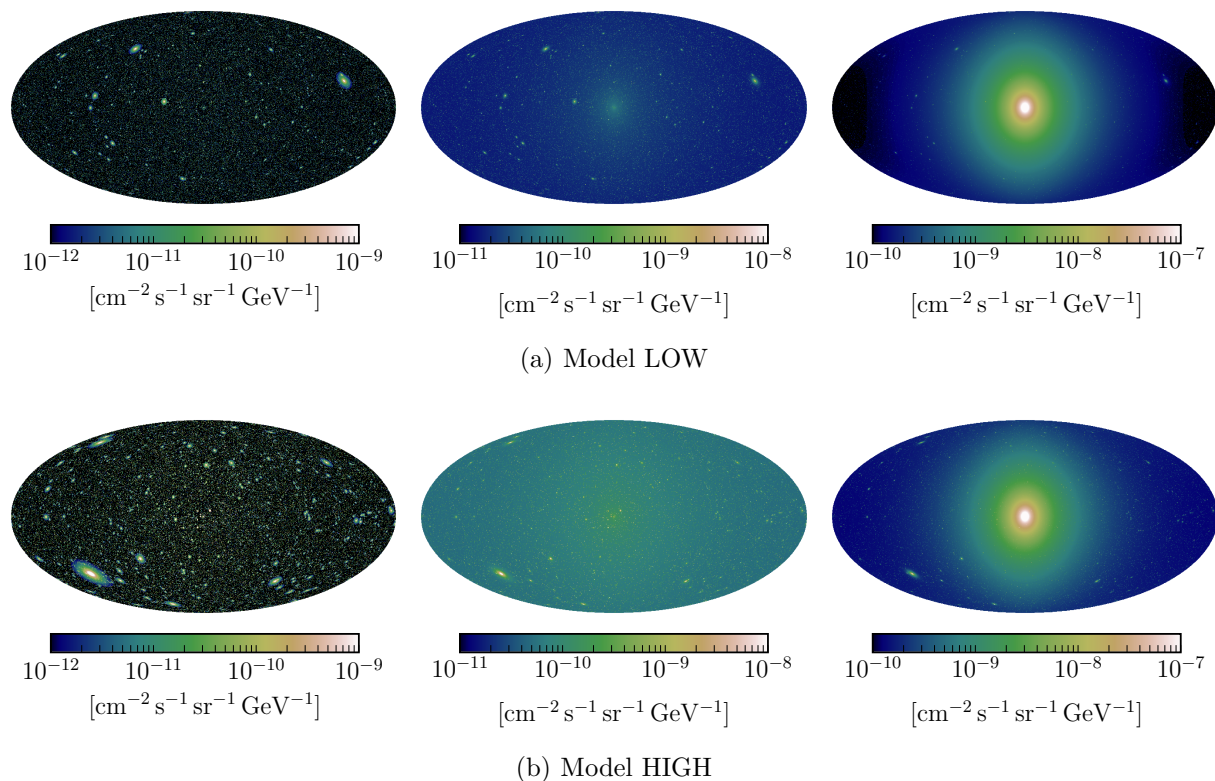 10⁻¹² 10⁻¹¹ 10⁻¹⁰ 10⁻⁹ 10⁻¹¹ 10⁻¹⁰ 10⁻⁹ 10⁻⁸ 10⁻¹⁰ 10⁻⁹ 10⁻⁸ 10⁻⁷
[cm⁻² s⁻¹ sr⁻¹ GeV⁻¹] [cm⁻² s⁻¹ sr⁻¹ GeV⁻¹] [cm⁻² s⁻¹ sr⁻¹ GeV⁻¹]
(a) Model LOW
10⁻¹² 10⁻¹¹ 10⁻¹⁰ 10⁻⁹ 10⁻¹¹ 10⁻¹⁰ 10⁻⁹ 10⁻⁸ 10⁻¹⁰ 10⁻⁹ 10⁻⁸ 10⁻⁷
[cm⁻² s⁻¹ sr⁻¹ GeV⁻¹] [cm⁻² s⁻¹ sr⁻¹ GeV⁻¹] [cm⁻² s⁻¹ sr⁻¹ GeV⁻¹]
(b) Model HIGH